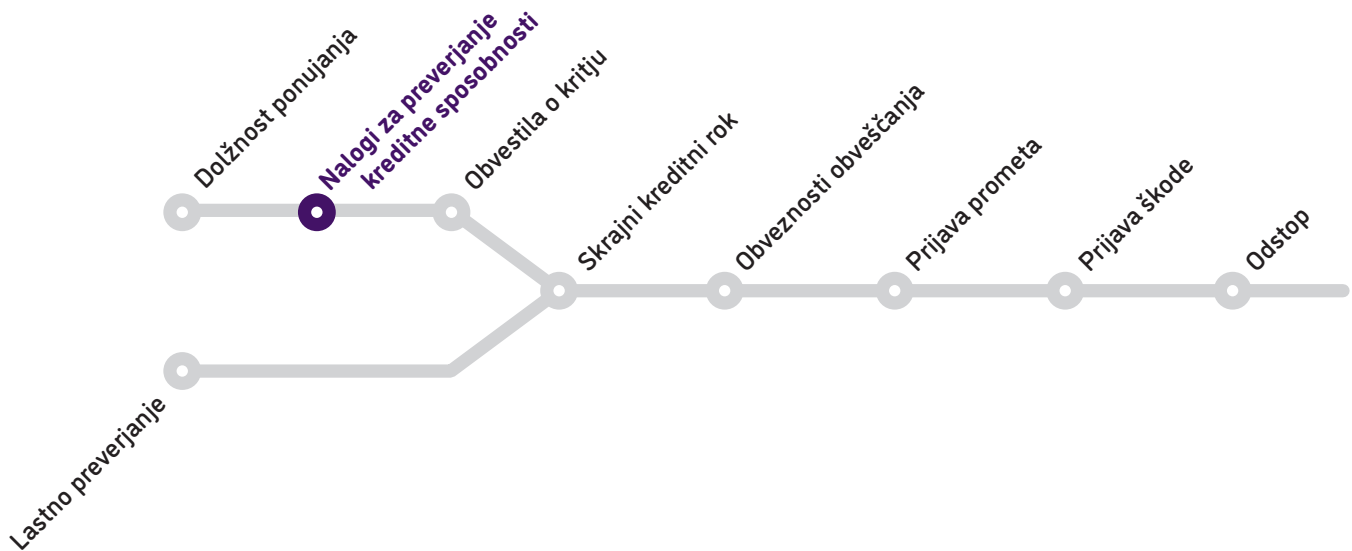 Dolžnost ponujanja
Nalogi za preverjanje
kreditne sposobnosti
Obvestila o kritju
Skrajni kreditni rok
Obveznosti obveščanja
Prijava prometa
Prijava škode
Odstop
Lastno preverjanje